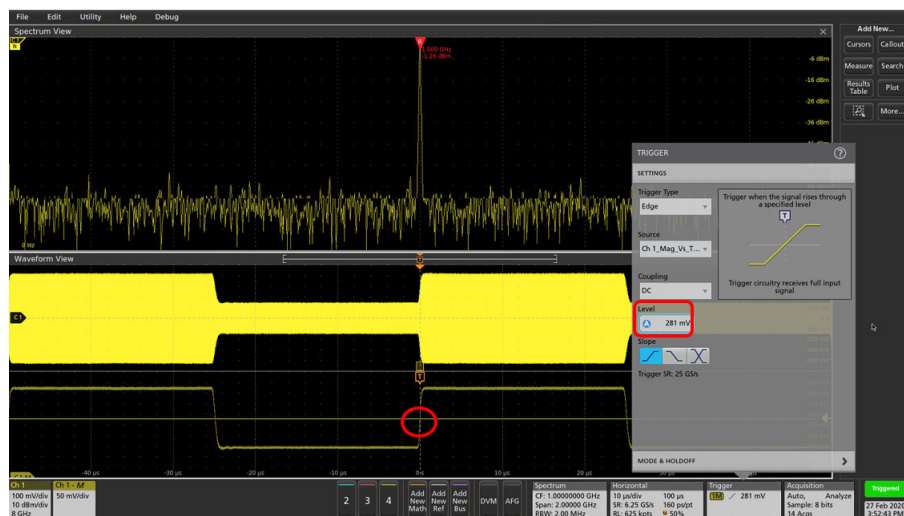 File Edit Utility Help Debug
Spectrum View
Add New...
Cursors Callout
Measure Search
Results Table Plot
More...
1.000 GHz
-1.26 dBm
-6 dBm
-16 dBm
-26 dBm
-36 dBm
0 Hz
Waveform View
C1
TRIGGER
SETTINGS
Trigger Type
Edge
Source
Ch 1_Mag_Vs_T...
Coupling
DC
Level
281 mV
Slope
Trigger SR: 25 GS/s
Trigger when the signal rises through
a specified level
T
Trigger circuitry receives full input
signal
MODE & HOLDOFF
-40 µs -30 µs -20 µs -10 µs 0 s 10 µs 20 µs
Ch 1
100 mV/div
10 dBm/div
8 GHz
Ch 1 - M
50 mV/div
2 3 4
Add New Math
Add New Ref
Add New Bus
DVM AFG
Spectrum
CF: 1.00000000 GHz
Span: 2.00000 GHz
RBW: 2.00 MHz
Horizontal
10 µs/div 100 µs
SR: 6.25 GS/s 160 ps/pt
RL: 625 kpts 50%
Trigger
1M 281 mV
Acquisition
Auto, Analyze
Sample: 8 bits
14 Acqs
Triggered
27 Feb 2020
3:52:43 PM